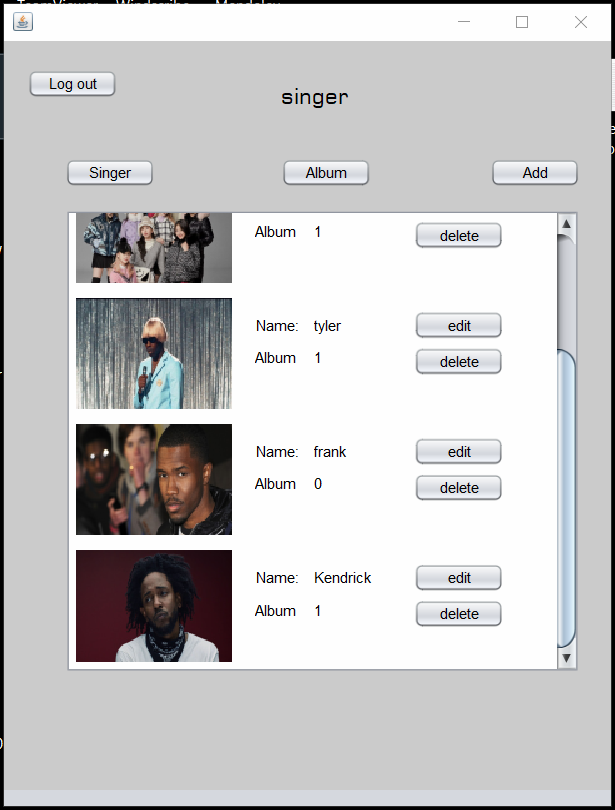 Log out
singer
Singer Album Add
Album 1 delete
Name: tyler edit
Album 1 delete
Name: frank edit
Album 0 delete
Name: Kendrick edit
Album 1 delete